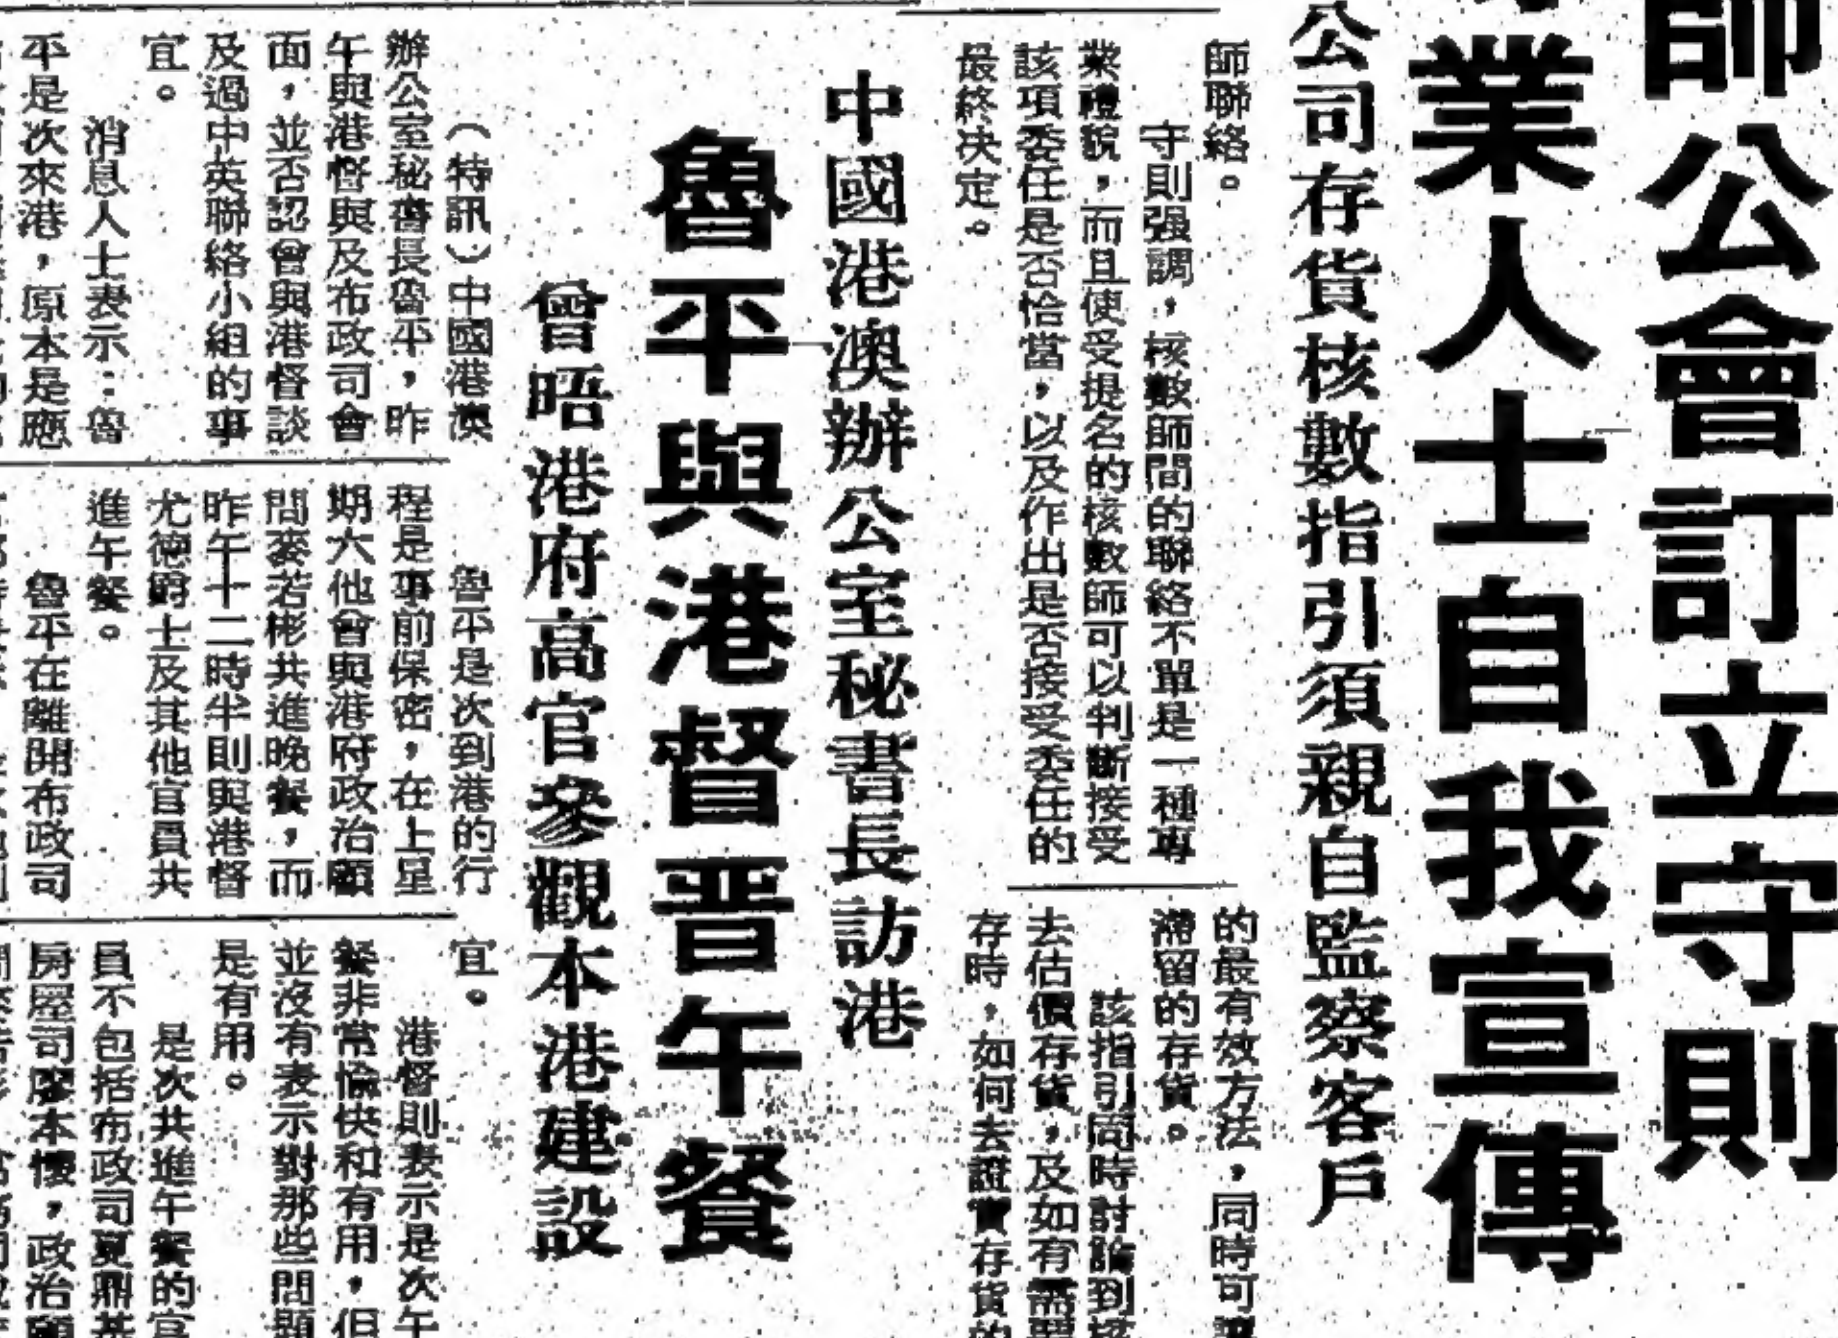 師公會訂立守則
業人士自我宣傳
公司存貨核數指引須親自監察客戶
師聯絡。
守則强調，核數師間的聯絡不單是一種專
業禮貌，而且使受提名的核數師可以判斷接受
該項委任是否恰當，以及作出是否接受委任的
最終决定。
的最有效方法，同時可
滯留的存貨。
該指引同時討論到
去估價存貨，及如有需要
存時，如何去證實存貨的
中國港澳辦公室秘書長訪港
魯平與港督晋午餐
曾晤港府高官參觀本港建設
（特訊）中國港澳
辦公室秘書長魯平，昨
午與港督與及布政司會
面，並否認會與港督談
及過中英聯絡小組的事
宜。
消息人士表示：魯
平是次來港，原本是應
魯平是次到港的行
程是事前保密，在上星
期六他會與港府政治顧
問麥若彬共進晚餐，而
昨午十二時半則與港督
尤德爵士及其他官員共
進午餐。
魯平在離開布政司
宜。
港督則表示是次午
餐非常愉快和有用，但
並沒有表示對那些問題
是有用。
是次共進午餐的官
員不包括布政司夏鼎基
房屋司廖本懷，政治顧